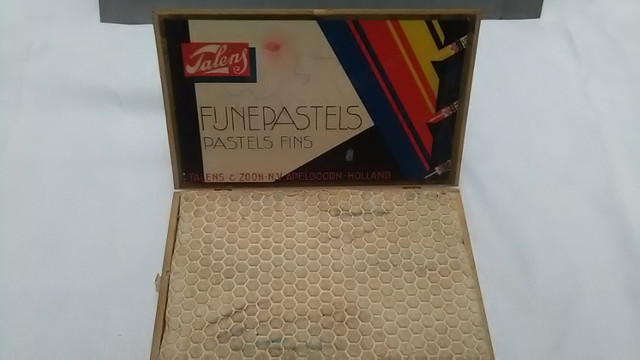 Talens
FIJNEPASTELS
PASTELS FINS
TALENS & ZOON-N.V. APELDOORN-HOLLAND